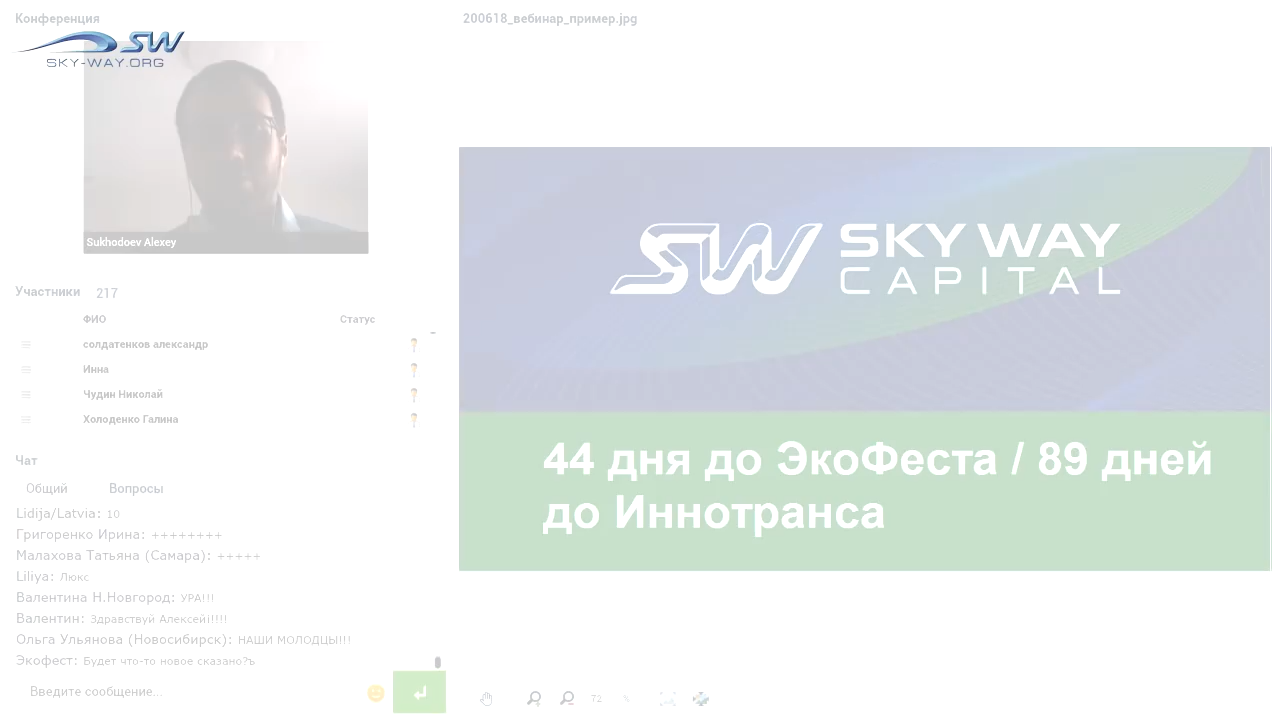 Конференция
SW
SKY-WAY.ORG
Sukhodoev Alexey
Участники 217
ФИО Статус
солдатенков александр
Инна
Чудин Николай
Холоденко Галина
Чат
Общий Вопросы
Lidija/Latvia: 10
Григоренко Ирина: ++++++++
Малахова Татьяна (Самара): +++++
Liliya: Люкс
Валентина Н.Новгород: УРА!!!
Валентин: Здравствуй Алексей!!!!
Ольга Ульянова (Новосибирск): НАШИ МОЛОДЦЫ!!!
Экофест: Будет что-то новое сказано?ъ
Введите сообщение...
200618_вебинар_пример.jpg
SW SKY WAY
CAPITAL
44 дня до ЭкоФеста / 89 дней
до Иннотранса
72